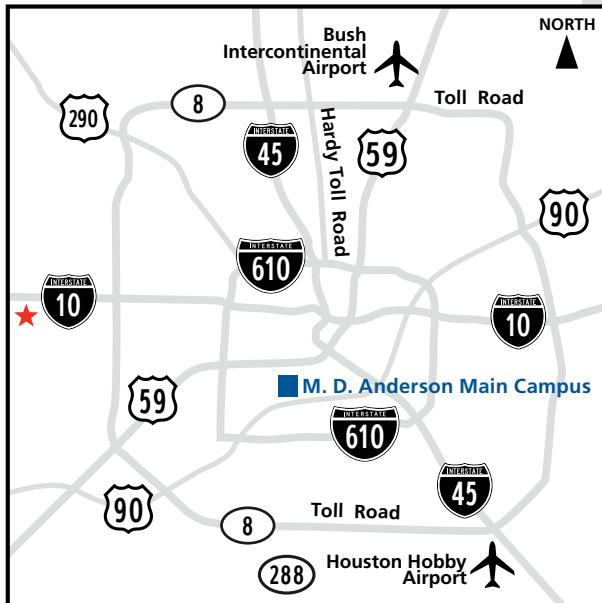 NORTH
Bush
Intercontinental
Airport
8
Toll Road
290
INTERSTATE
45
Hardy Toll Road
59
90
INTERSTATE
610
INTERSTATE
10
INTERSTATE
10
M. D. Anderson Main Campus
59
INTERSTATE
610
INTERSTATE
45
90
8
Toll Road
288
Houston Hobby
Airport